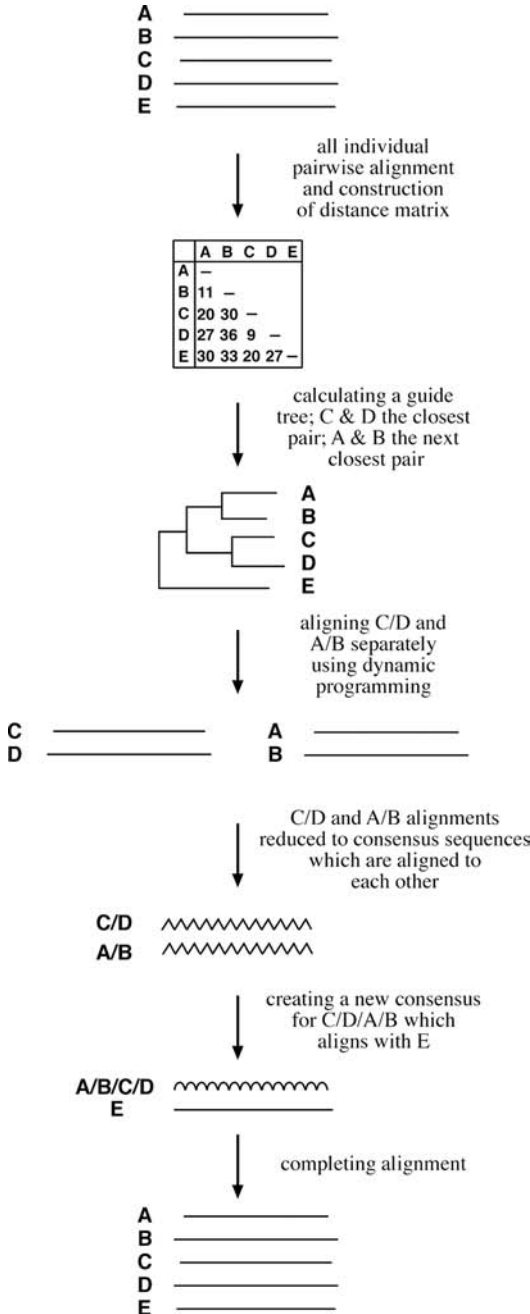 A
B
C
D
E
all individual
pairwise alignment
and construction
of distance matrix
A B C D E
A –
B 11 –
C 20 30 –
D 27 36 9 –
E 30 33 20 27 –
calculating a guide
tree; C & D the closest
pair; A & B the next
closest pair
A
B
C
D
E
aligning C/D and
A/B separately
using dynamic
programming
C
D
A
B
C/D and A/B alignments
reduced to consensus sequences
which are aligned to
each other
C/D
A/B
creating a new consensus
for C/D/A/B which
aligns with E
A/B/C/D
E
completing alignment
A
B
C
D
E